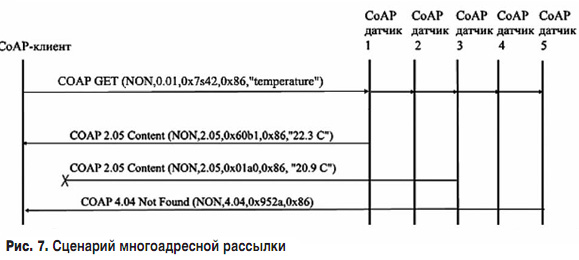 CoAP CoAP CoAP CoAP CoAP
датчик датчик датчик датчик датчик
1 2 3 4 5
CoAP-клиент
COAP GET (NON,0.01,0x7s42,0x86,"temperature")
COAP 2.05 Content (NON,2.05,0x60b1,0x86,"22.3 C")
COAP 2.05 Content (NON,2.05,0x01a0,0x86, "20.9 C")
COAP 4.04 Not Found (NON,4.04,0x952a,0x86)
Рис. 7. Сценарий многоадресной рассылки